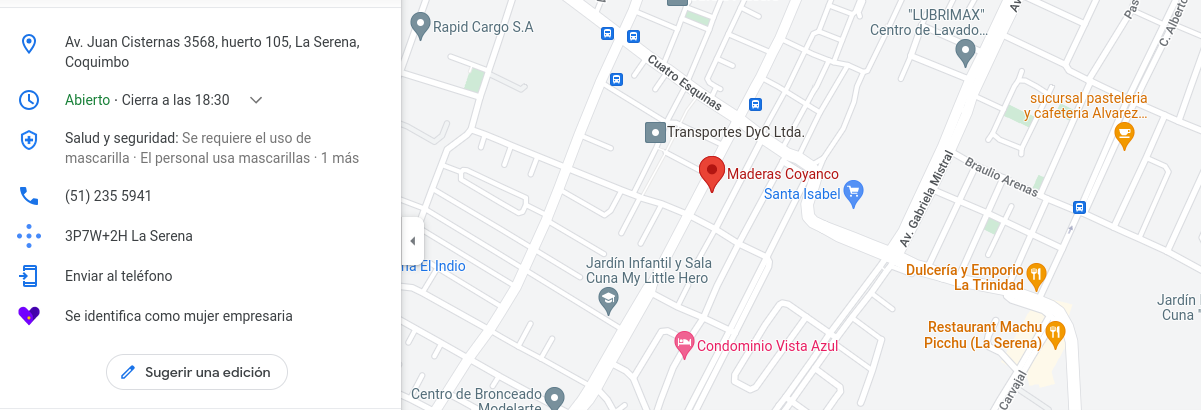 Av. Juan Cisternas 3568, huerto 105, La Serena,
Coquimbo
Abierto · Cierra a las 18:30
Salud y seguridad: Se requiere el uso de
mascarilla · El personal usa mascarillas · 1 más
(51) 235 5941
3P7W+2H La Serena
Enviar al teléfono
Se identifica como mujer empresaria
Sugerir una edición
Rapid Cargo S.A
"LUBRIMAX"
Centro de Lavado...
Av
Pas
C. Alberto
Cuatro Esquinas
sucursal pasteleria
y cafeteria Alvarez...
Transportes DyC Ltda.
Maderas Coyanco
Santa Isabel
Av. Gabriela Mistral
Braulio Arenas
na El Indio
Jardín Infantil y Sala
Cuna My Little Hero
Dulcería y Emporio
La Trinidad
Jardín I
Cuna "
Restaurant Machu
Picchu (La Serena)
Condominio Vista Azul
Carvajal
Centro de Bronceado
Modelarte